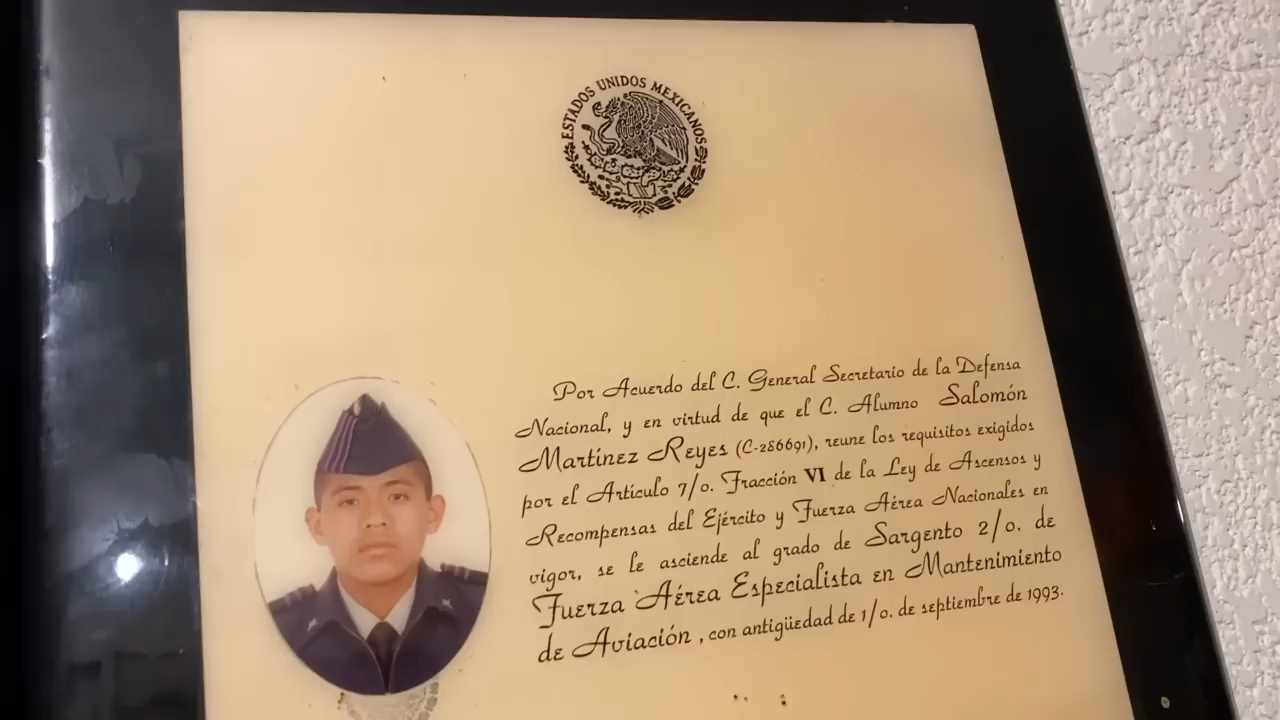 ESTADOS UNIDOS MEXICANOS
Por Acuerdo del C. General Secretario de la Defensa
Nacional, y en virtud de que el C. Alumno Salomón
Martínez Reyes (C-286691), reune los requisitos exigidos
por el Artículo 7/o. Fracción VI de la Ley de Ascensos y
Recompensas del Ejército y Fuerza Aérea Nacionales en
vigor, se le asciende al grado de Sargento 2/o. de
Fuerza Aérea Especialista en Mantenimiento
de Aviación , con antigüedad de 1/o. de septiembre de 1993.